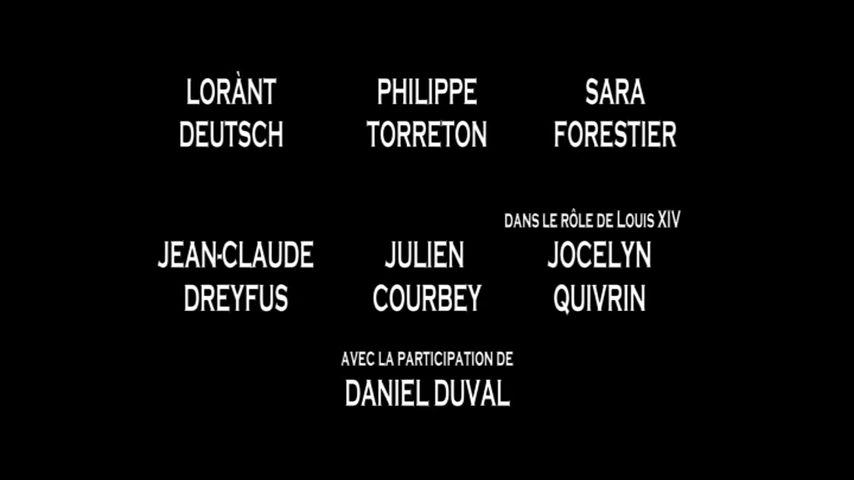 LORÀNT PHILIPPE SARA
DEUTSCH TORRETON FORESTIER
DANS LE RÔLE DE LOUIS XIV
JEAN-CLAUDE JULIEN JOCELYN
DREYFUS COURBEY QUIVRIN
AVEC LA PARTICIPATION DE
DANIEL DUVAL